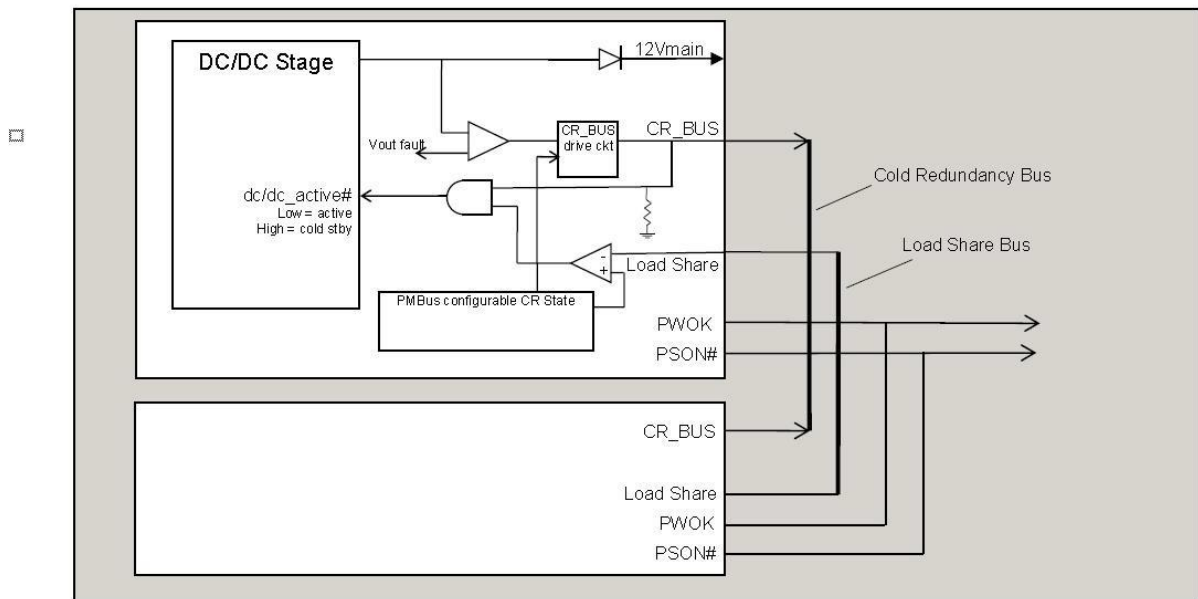 DC/DC Stage
12Vmain
Vout fault
CR_BUS
drive ckt
CR_BUS
Cold Redundancy Bus
dc/dc_active#
Low = active
High = cold stby
Load Share Bus
-
+
Load Share
PMBus configurable CR State
PWOK
PSON#
CR_BUS
Load Share
PWOK
PSON#